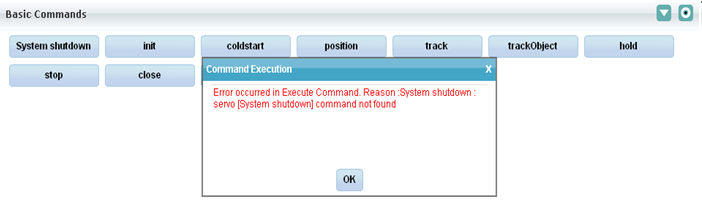 Basic Commands
System shutdown init coldstart position track trackObject hold
stop close
Command Execution X
Error occurred in Execute Command. Reason :System shutdown :
servo [System shutdown] command not found
OK